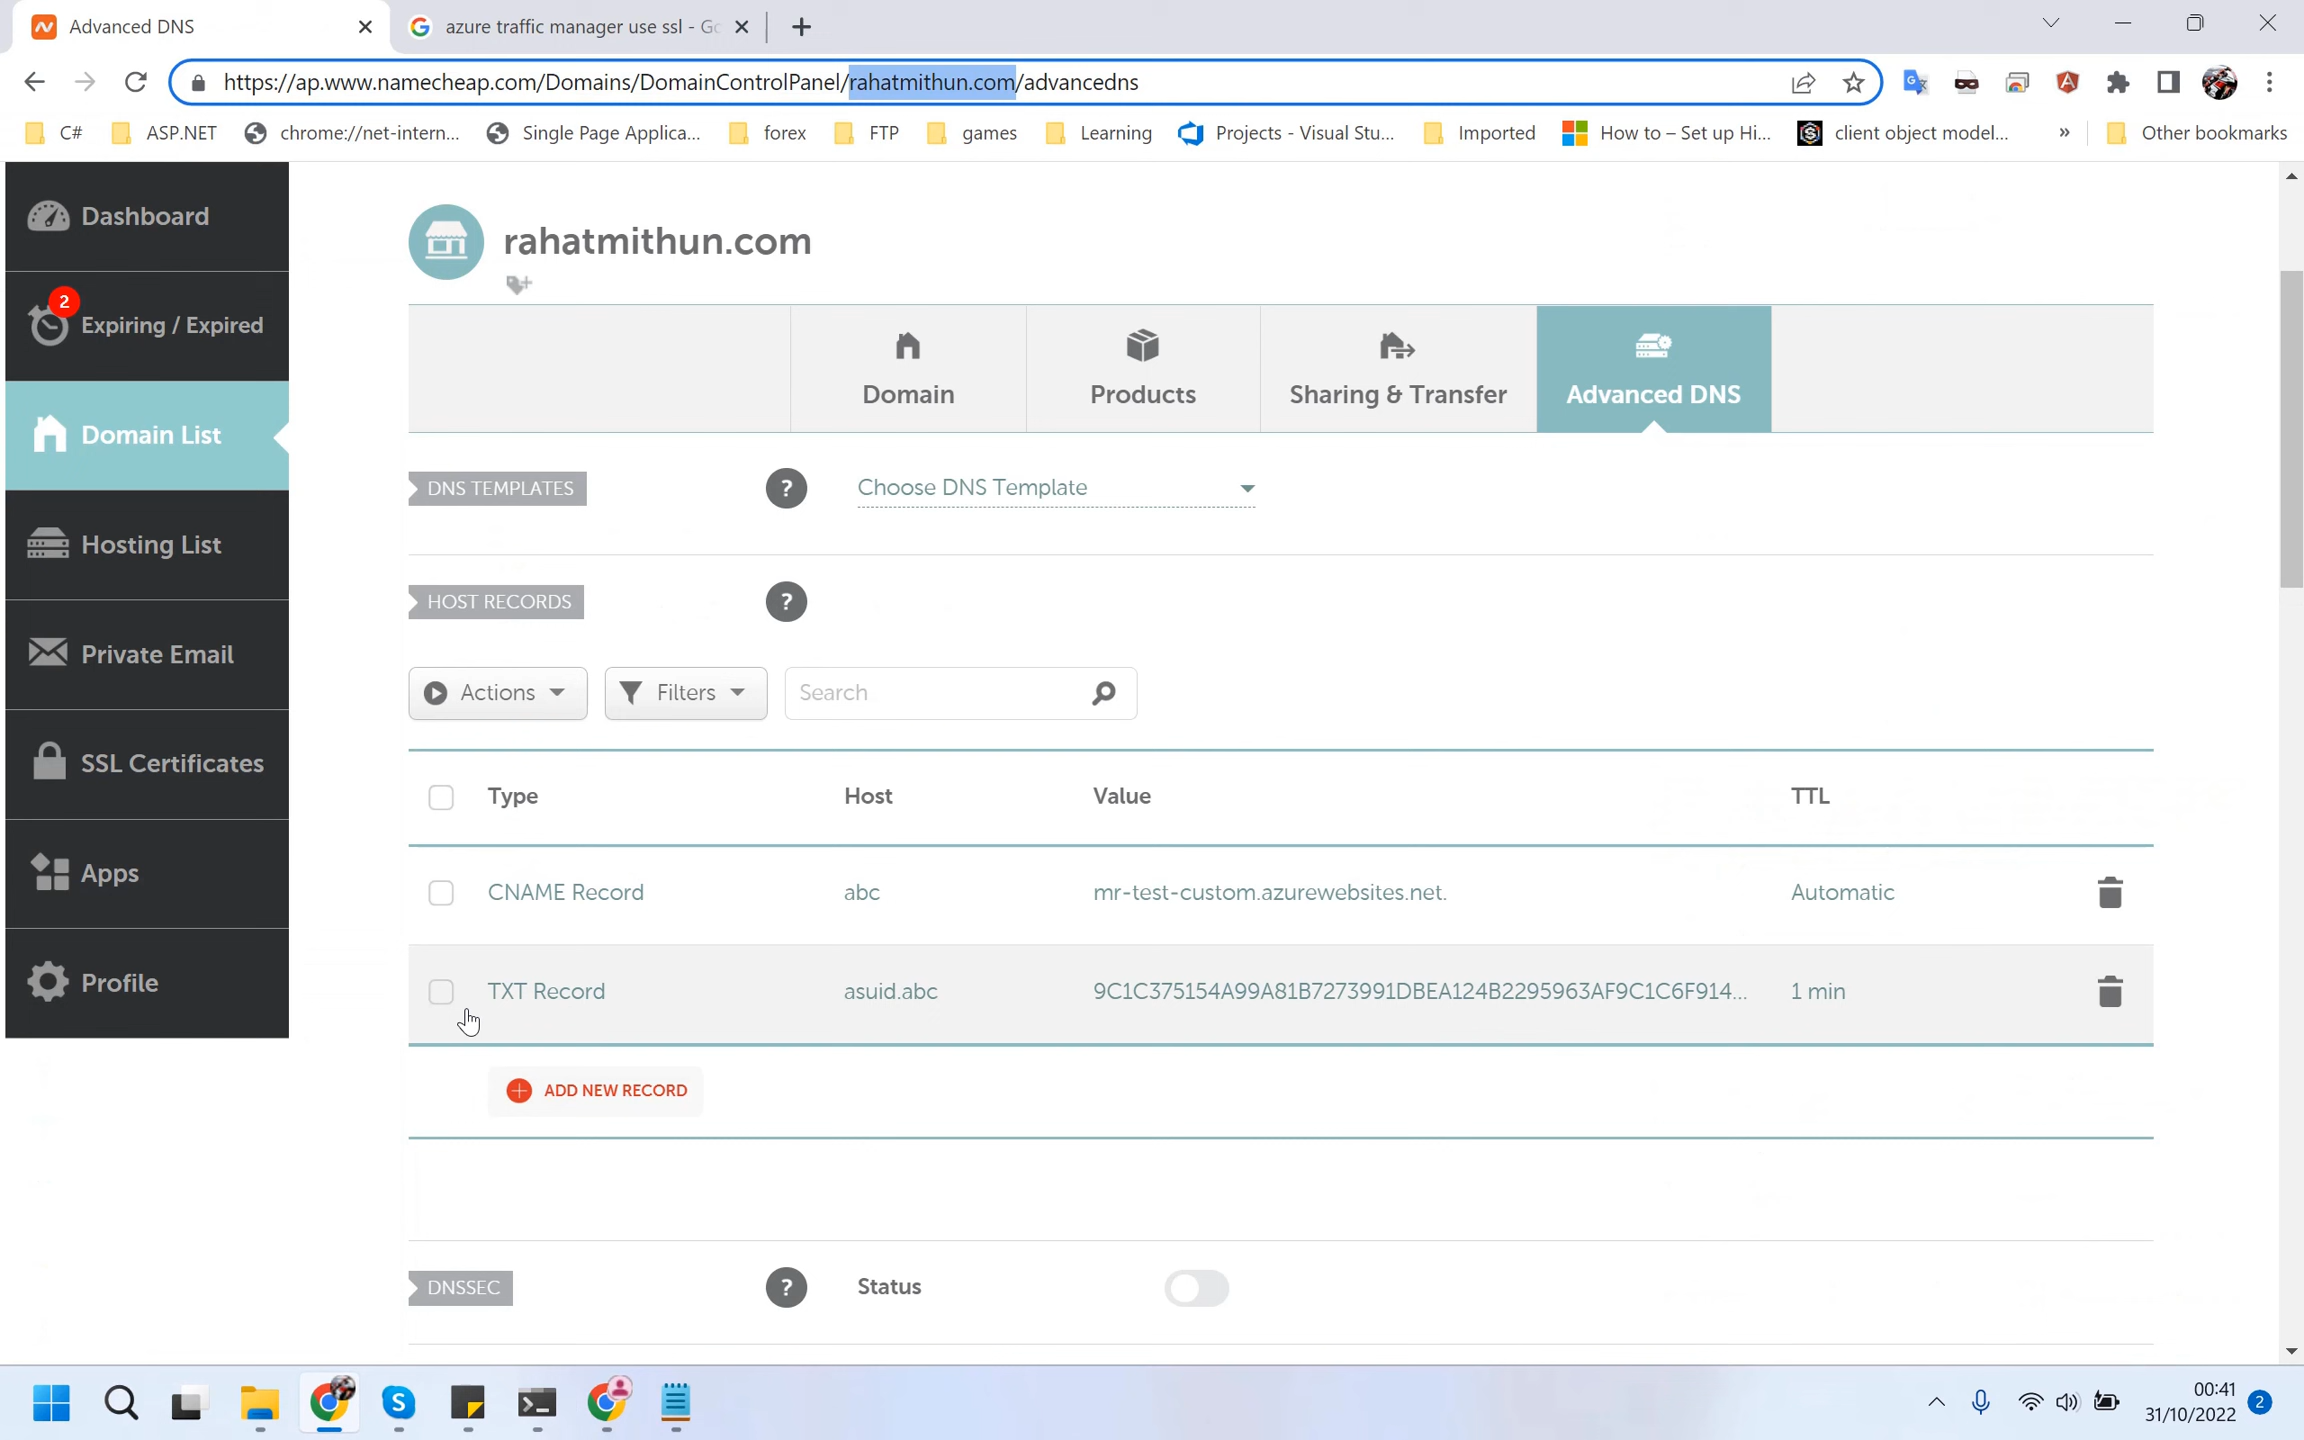 Advanced DNS
azure traffic manager use ssl - Go
https://ap.www.namecheap.com/Domains/DomainControlPanel/rahatmithun.com/advanceddns
C#
ASP.NET
chrome://net-intern...
Single Page Applica...
forex
FTP
games
Learning
Projects - Visual Stu...
Imported
How to – Set up Hi...
client object model...
»
Other bookmarks
Dashboard
2
Expiring / Expired
Domain List
Hosting List
Private Email
SSL Certificates
Apps
Profile
rahatmithun.com
Domain
Products
Sharing & Transfer
Advanced DNS
DNS TEMPLATES
?
Choose DNS Template
HOST RECORDS
?
Actions
Filters
Search
Type Host Value TTL
CNAME Record abc mr-test-custom.azurewebsites.net. Automatic
TXT Record asuid.abc 9C1C375154A99A81B7273991DBEA124B2295963AF9C1C6F914... 1 min
ADD NEW RECORD
DNSSEC
?
Status
00:41
31/10/2022
2